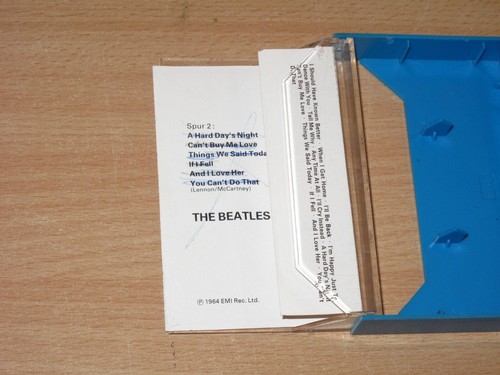 Spur 2:
A Hard Day's Night
Can't Buy Me Love
Things We Said Toda
If I Fell
And I Love Her
You Can't Do That
(Lennon/McCartney)
THE BEATLES
℗ 1964 EMI Rec. Ltd.
I Should Have Known Better · When I Get Home · I'll Be Back · I'm Happy Just T
Dance With You · Tell Me Why · Any Time At All · I'll Cry Instead · A Hard Day's Night
Can't Buy Me Love · Things We Said Today · If I Fell · And I Love Her · You Can't
Do That